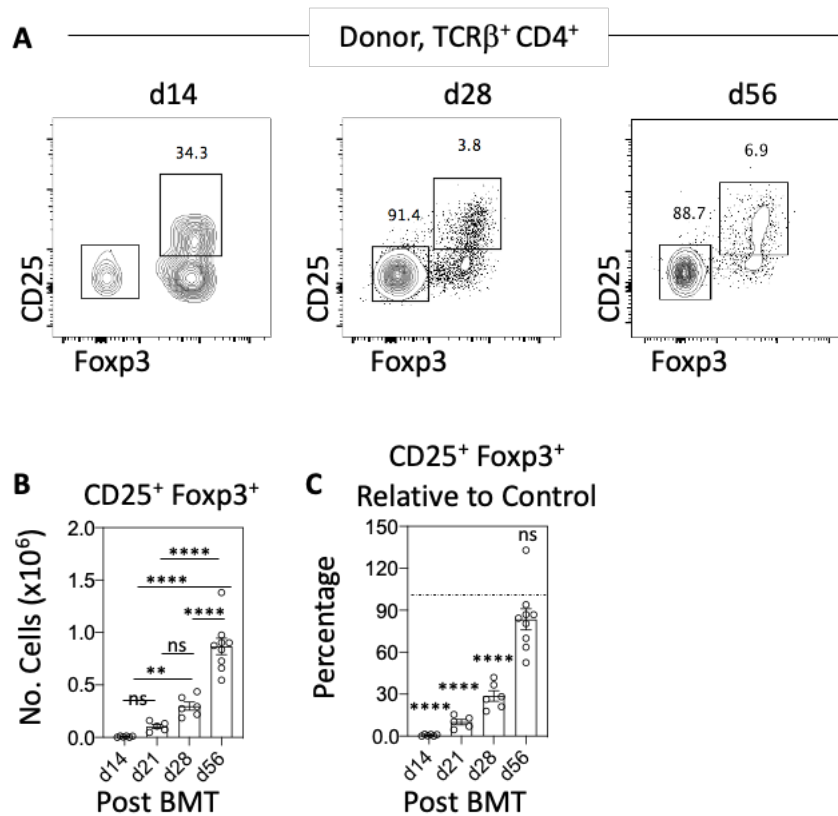 A
Donor, TCRβ⁺ CD4⁺
d14
d28
d56
34.3
3.8
6.9
91.4
88.7
CD25
CD25
CD25
Foxp3
Foxp3
Foxp3
B
CD25⁺ Foxp3⁺
No. Cells (x10⁶)
2.0
1.5
1.0
0.5
0.0
****
****
****
ns
**
ns
d14
d21
d28
d56
Post BMT
C
CD25⁺ Foxp3⁺
Relative to Control
Percentage
150
120
90
60
30
0.0
ns
****
****
****
d14
d21
d28
d56
Post BMT